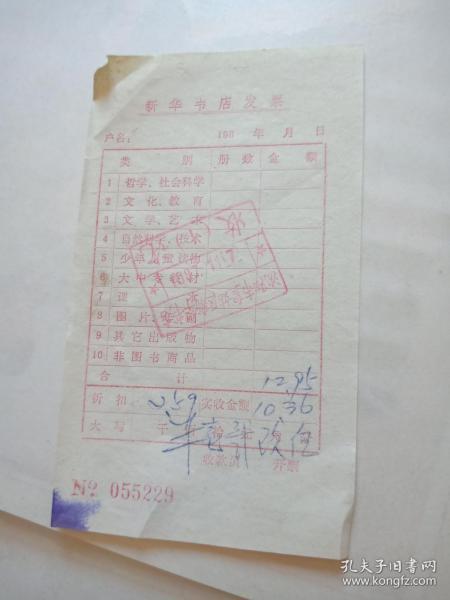 新华书店发票
户名: 198 年 月 日
类 别 册数 金 额
1 哲学、社会科学
2 文化、教育
3 文学、艺术
4 自然科学、技术
5 少年儿童读物
6 大中专教材
7 课
8 图片
9 其它出版物
10 非图书商品
合 计 12.95
折扣 2.59 实收金额 10.36
大写 千
收款员 开票
№ 055229
孔夫子旧书网
www.kongfz.com